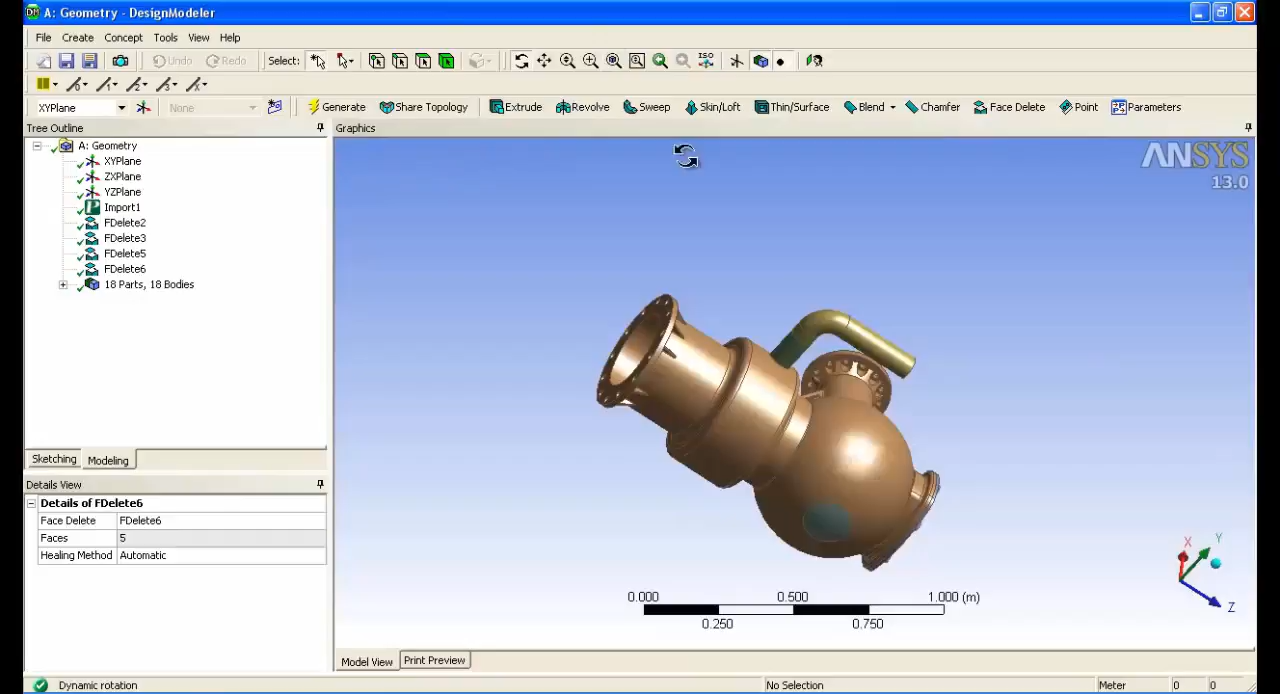 A: Geometry - DesignModeler
File Create Concept Tools View Help
Undo Redo Select: ISO
XYPlane None Generate Share Topology Extrude Revolve Sweep Skin/Loft Thin/Surface Blend Chamfer Face Delete Point Parameters
Tree Outline
Graphics
A: Geometry
XYPlane
ZXPlane
YZPlane
Import1
FDelete2
FDelete3
FDelete5
FDelete6
18 Parts, 18 Bodies
ANSYS
13.0
Sketching Modeling
Details View
Details of FDelete6
Face Delete FDelete6
Faces 5
Healing Method Automatic
X Y Z
0.000 0.500 1.000 (m)
0.250 0.750
Model View Print Preview
Dynamic rotation No Selection Meter 0 0